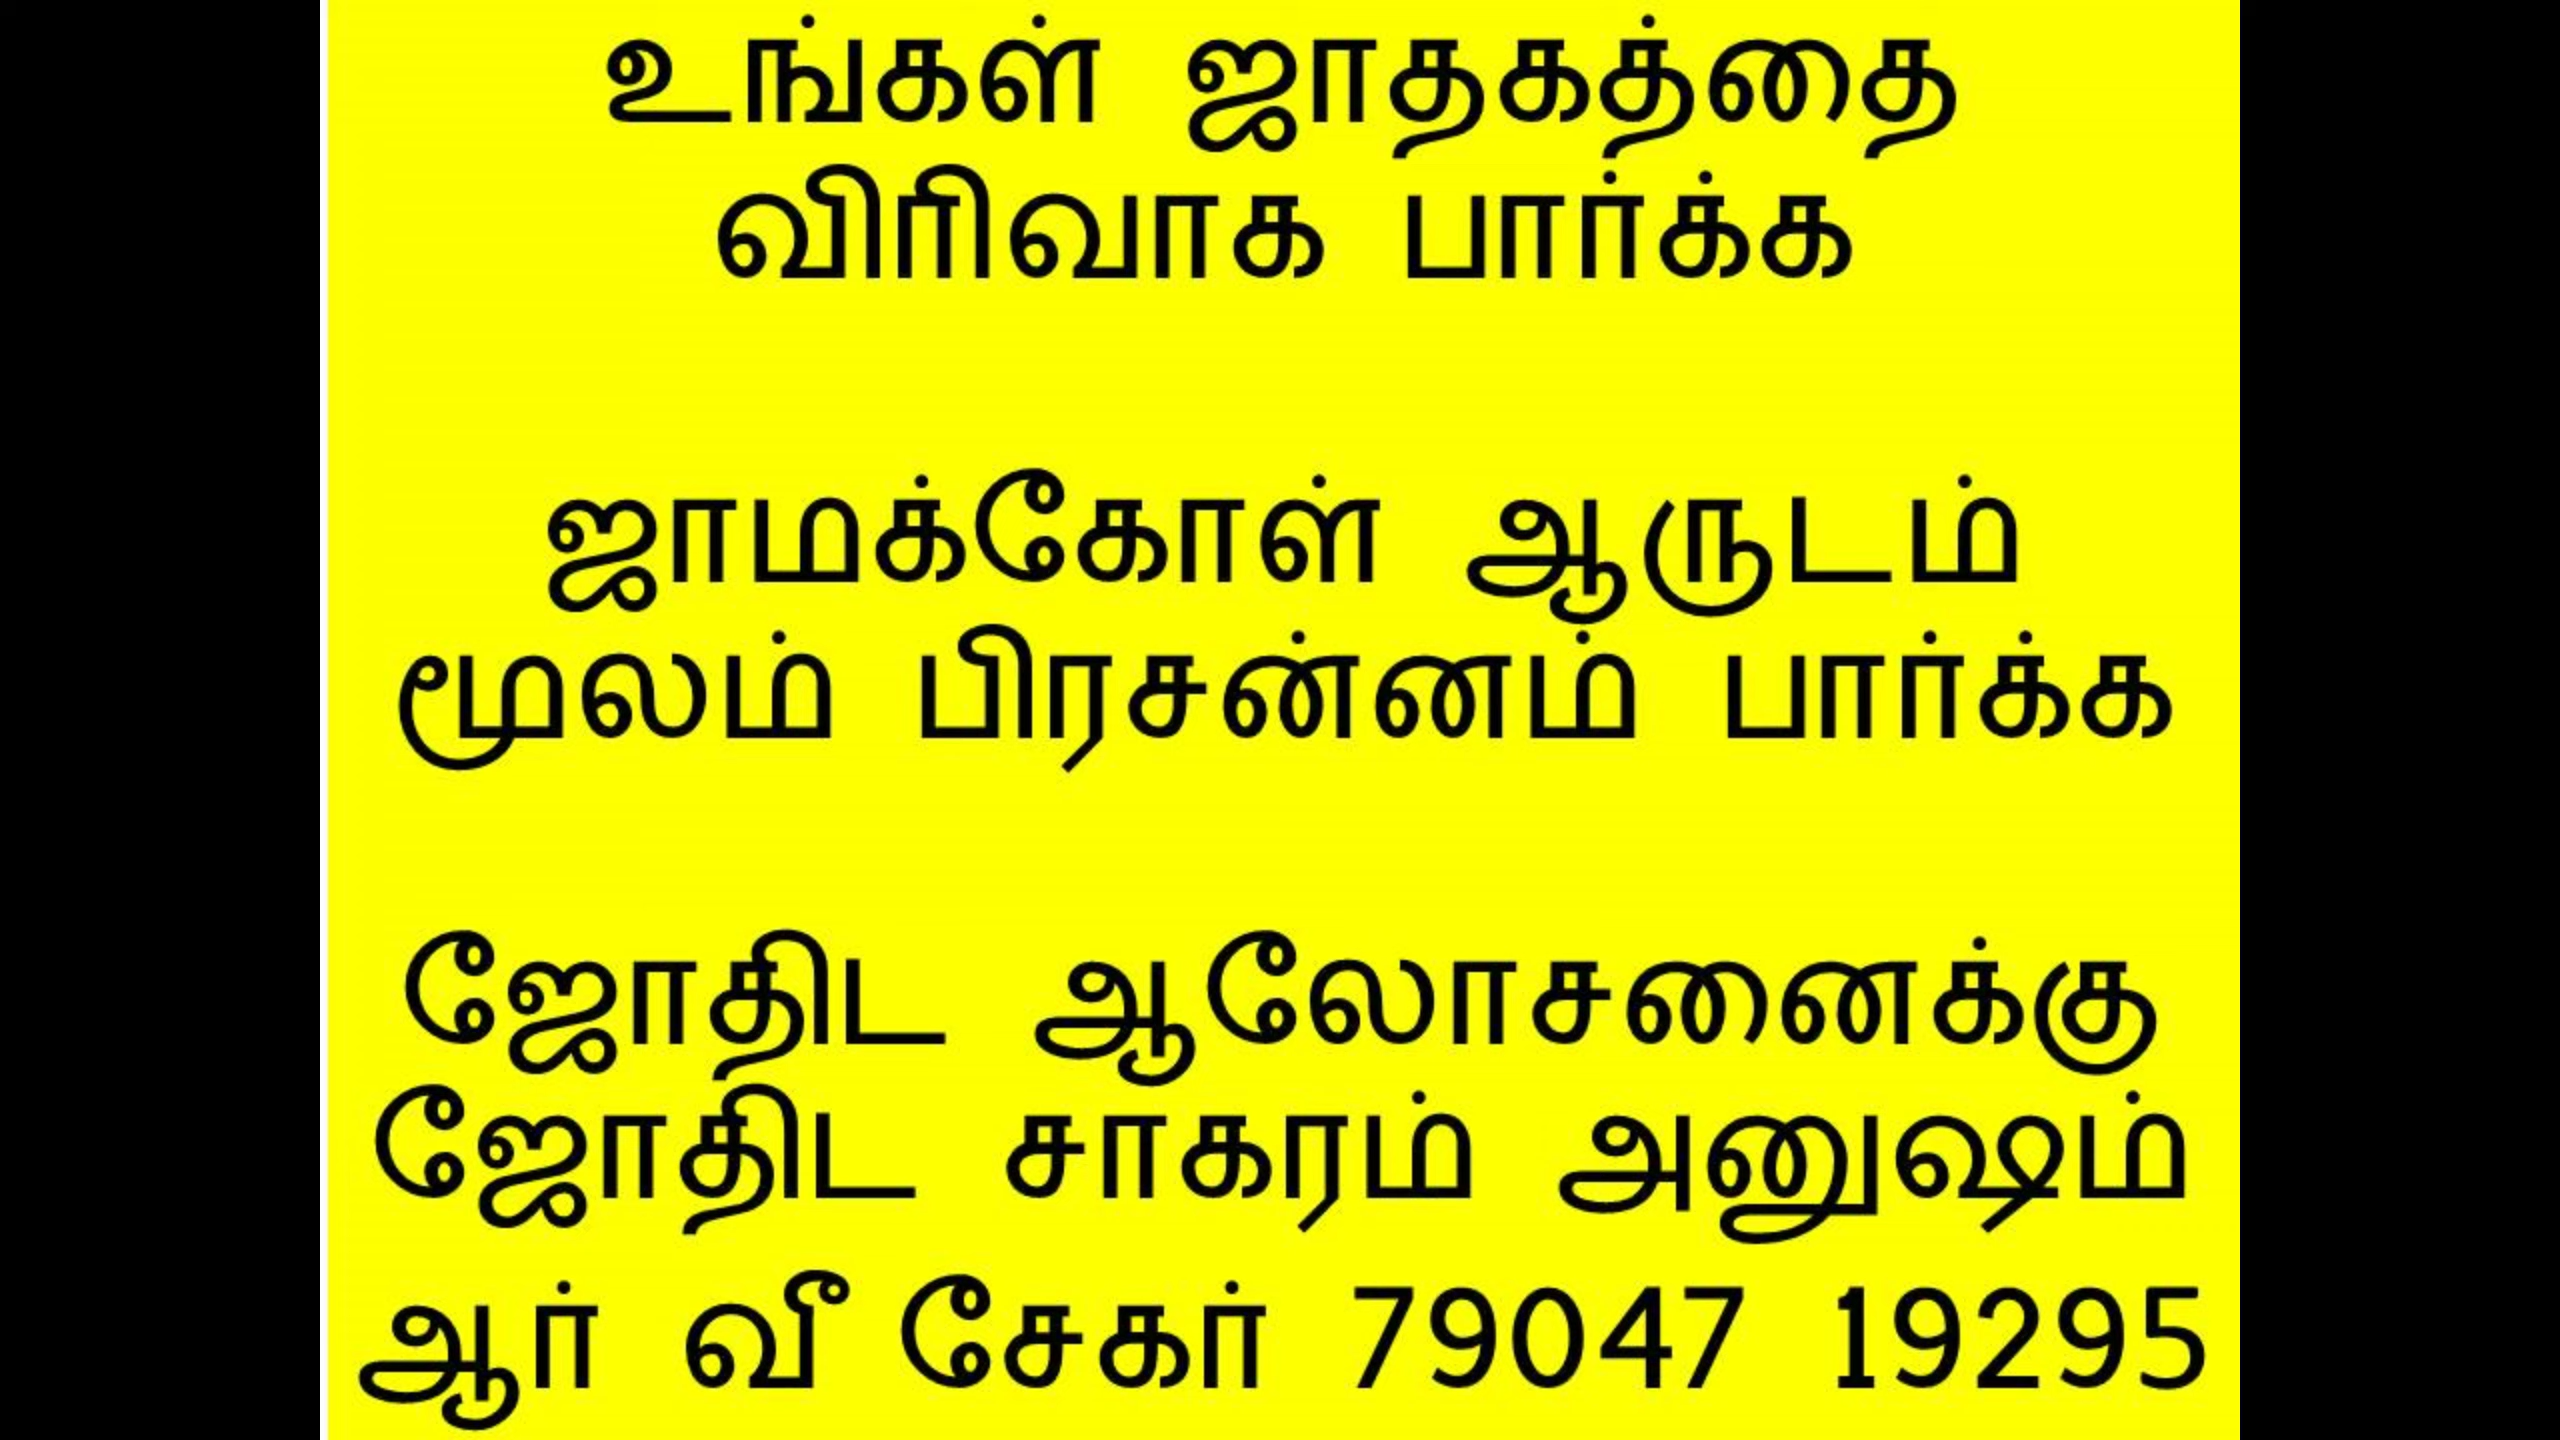 உங்கள் ஜாதகத்தை
விரிவாக பார்க்க
ஜாமக்கோள் ஆருடம்
மூலம் பிரசன்னம் பார்க்க
ஜோதிட ஆலோசனைக்கு
ஜோதிட சாகரம் அனுஷம்
ஆர் வீ சேகர் 79047 19295